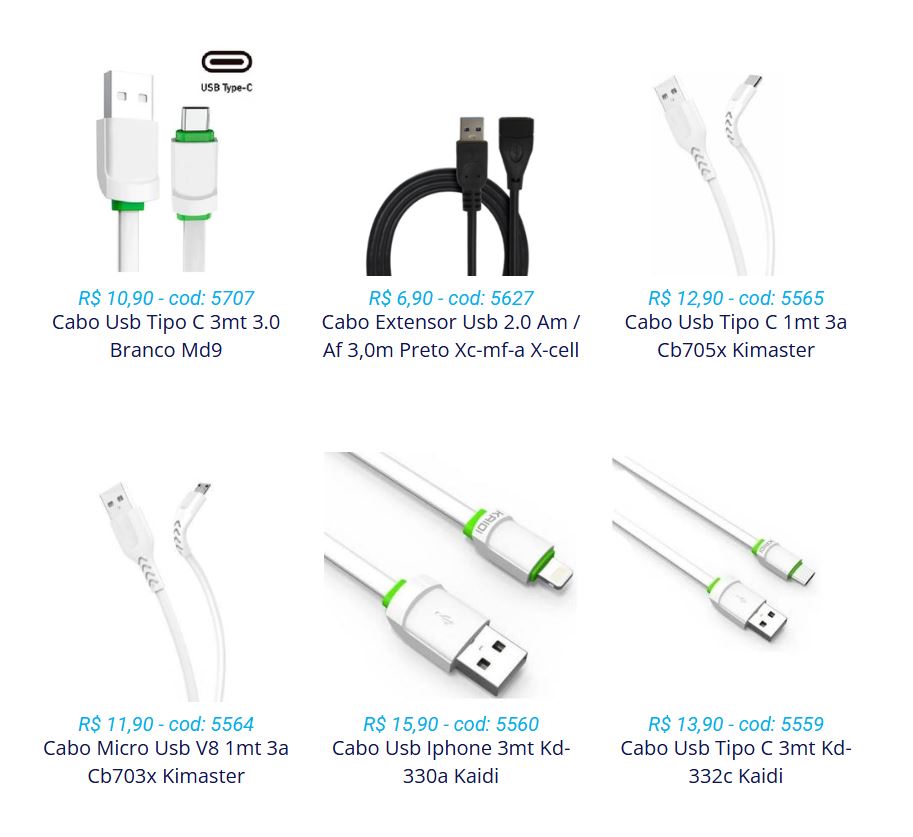 USB Type-C
R$ 10,90 - cod: 5707
Cabo Usb Tipo C 3mt 3.0
Branco Md9
R$ 6,90 - cod: 5627
Cabo Extensor Usb 2.0 Am /
Af 3,0m Preto Xc-mf-a X-cell
R$ 12,90 - cod: 5565
Cabo Usb Tipo C 1mt 3a
Cb705x Kimaster
R$ 11,90 - cod: 5564
Cabo Micro Usb V8 1mt 3a
Cb703x Kimaster
KAIDI
R$ 15,90 - cod: 5560
Cabo Usb Iphone 3mt Kd-
330a Kaidi
KAIDI
R$ 13,90 - cod: 5559
Cabo Usb Tipo C 3mt Kd-
332c Kaidi